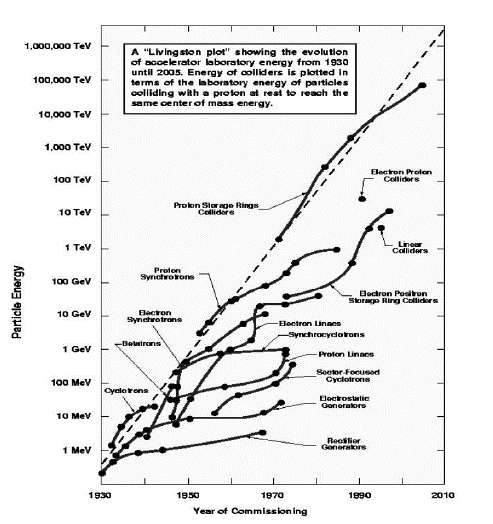 1,000,000 TeV
100,000 TeV
10,000 TeV
1,000 TeV
100 TeV
10 TeV
1 TeV
100 GeV
10 GeV
1 GeV
100 MeV
10 MeV
1 MeV
Particle Energy
A "Livingston plot" showing the evolution
of accelerator laboratory energy from 1930
until 2005. Energy of colliders is plotted in
terms of the laboratory energy of particles
colliding with a proton at rest to reach the
same center of mass energy.
Electron Proton
Colliders
Proton Storage Rings
Colliders
Linear
Colliders
Proton
Synchrotrons
Electron Positron
Storage Ring Colliders
Electron
Synchrotrons
Electron Linacs
Synchrocyclotrons
Betatrons
Proton Linacs
Sector-Focused
Cyclotrons
Cyclotrons
Electrostatic
Generators
Rectifier
Generators
1930
1950
1970
1990
2010
Year of Commissioning